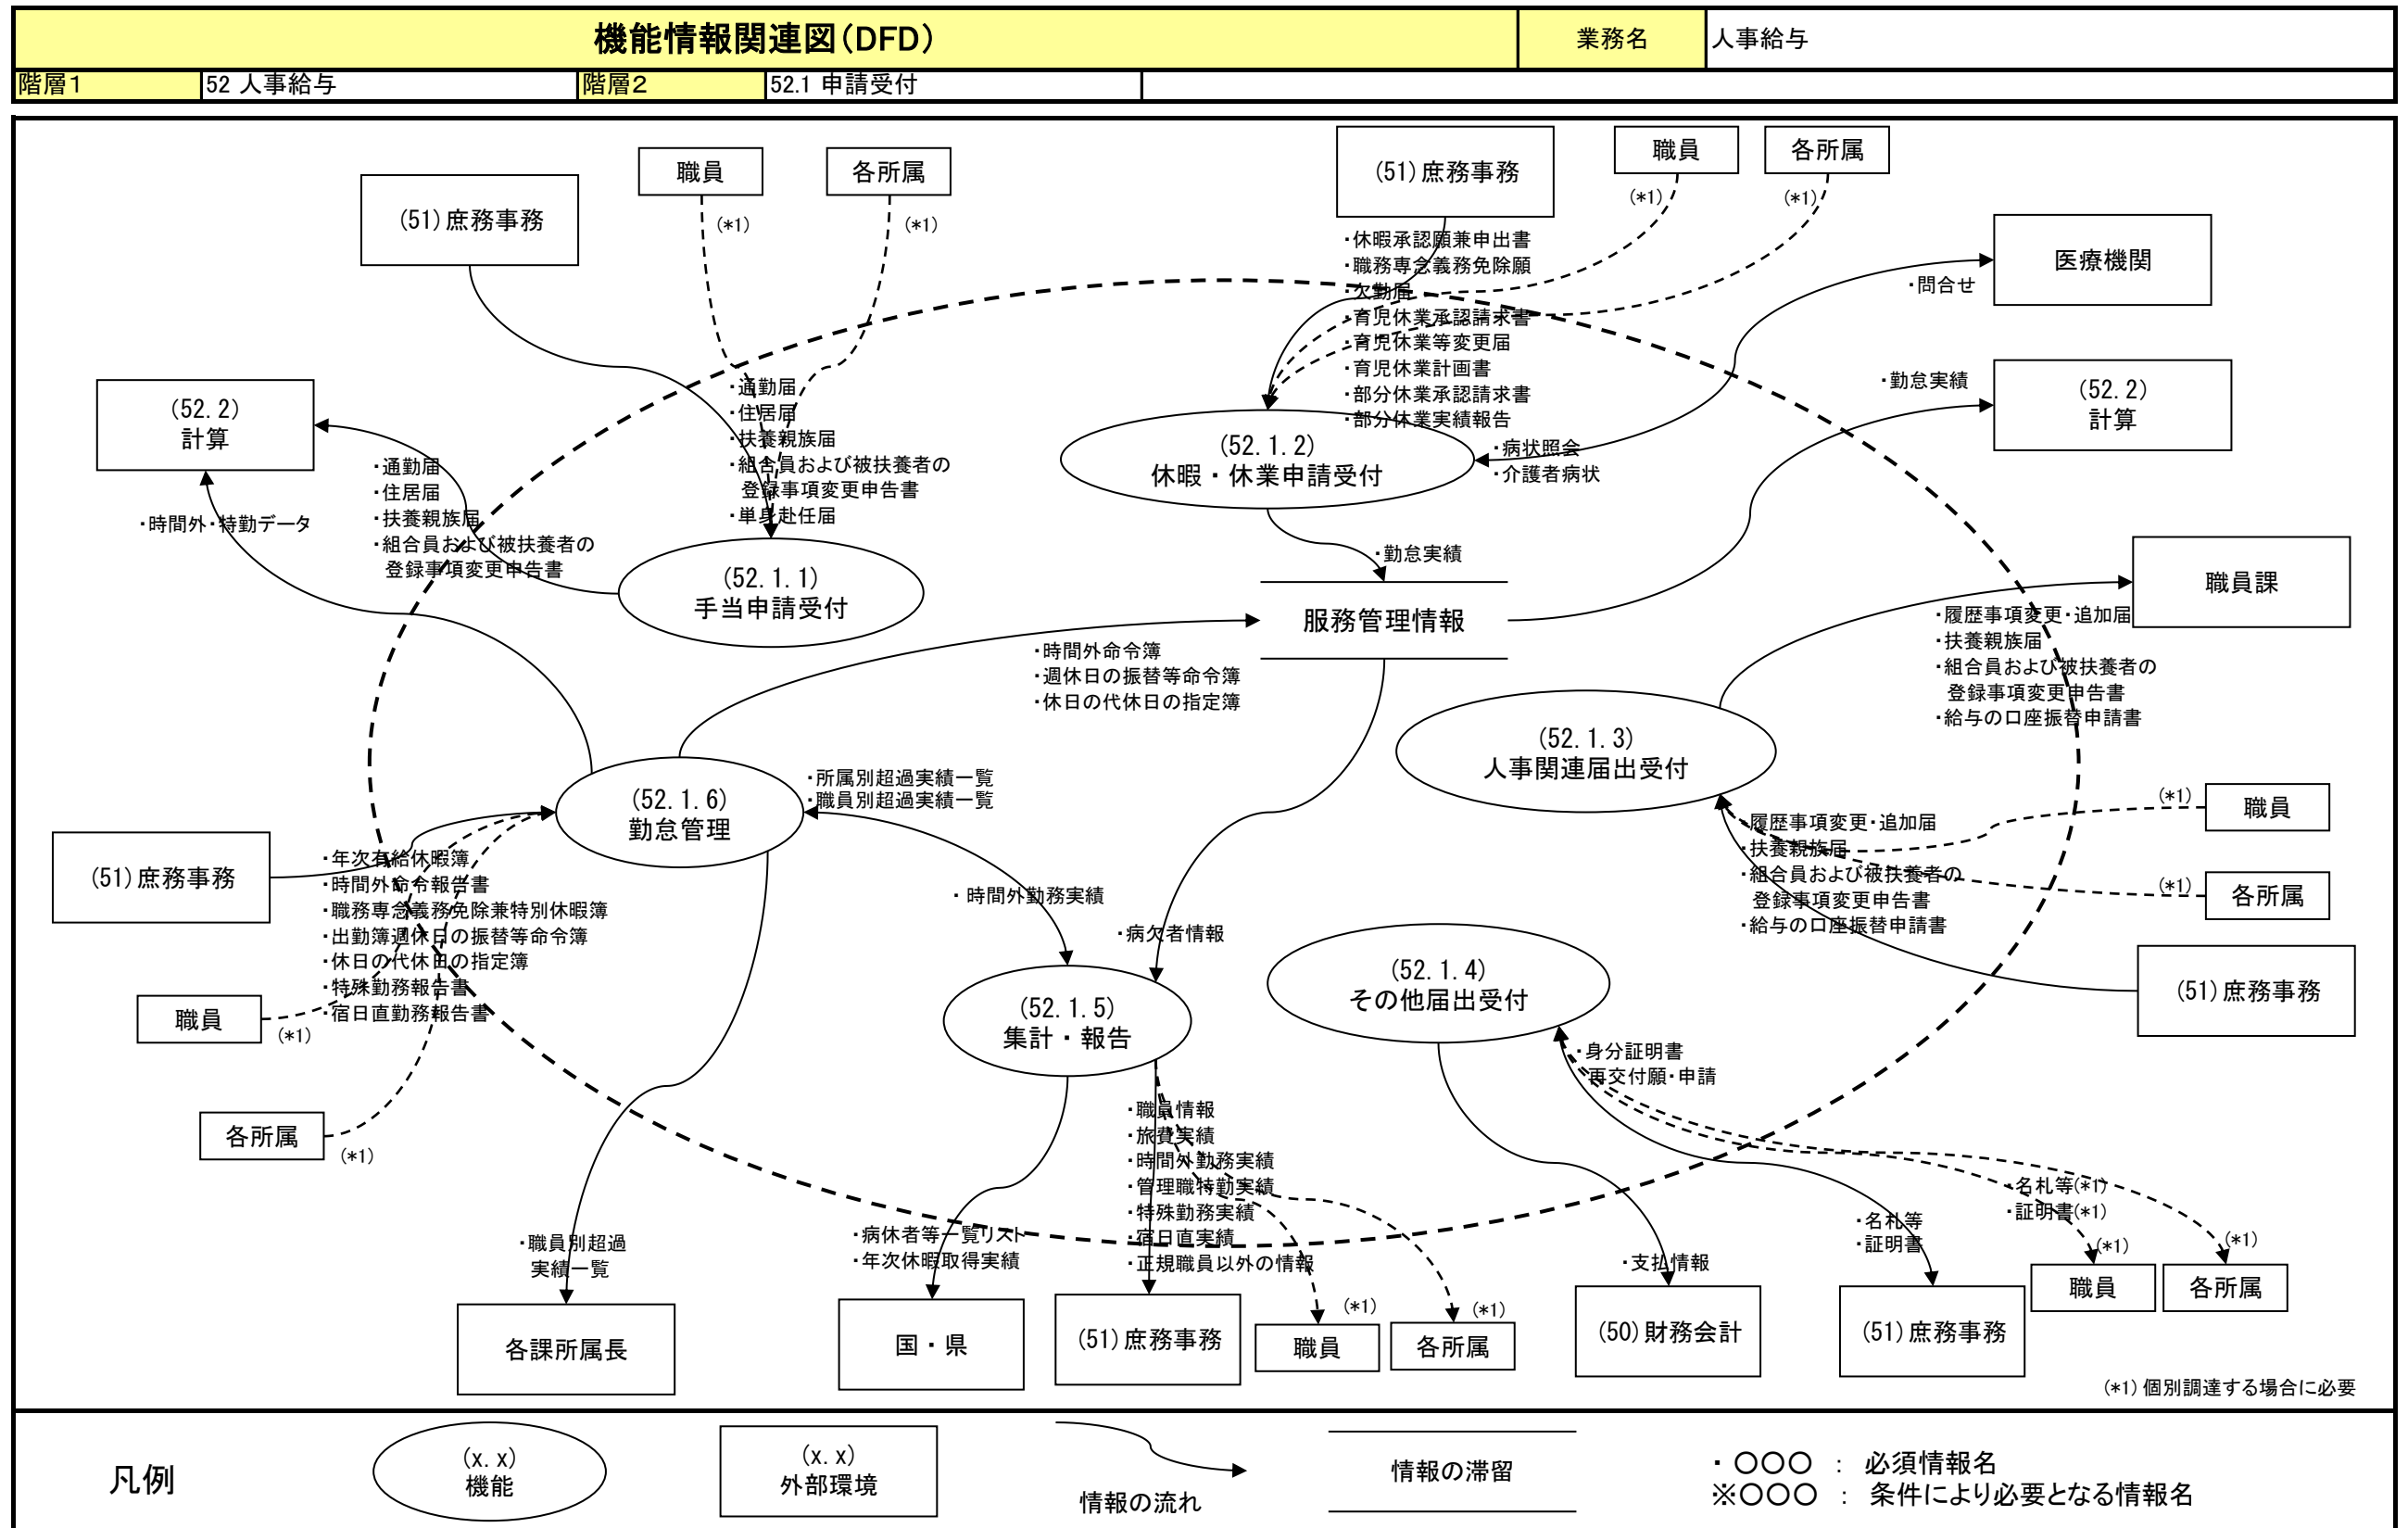 機能情報関連図(DFD)
業務名
人事給与
階層1
52 人事給与
階層2
52.1 申請受付
(51)庶務事務
職員
(*1)
各所属
(*1)
(51)庶務事務
職員
(*1)
各所属
(*1)
医療機関
・問合せ
・休暇承認願兼申出書
・職務専念義務免除願
・欠勤届
・育児休業承認請求書
・育児休業等変更届
・育児休業計画書
・部分休業承認請求書
・部分休業実績報告
(52.2)
計算
・通勤届
・住居届
・扶養親族届
・組合員および被扶養者の
登録事項変更申告書
・単身赴任届
・勤怠実績
(52.2)
計算
・通勤届
・住居届
・扶養親族届
・組合員および被扶養者の
登録事項変更申告書
・時間外・特勤データ
(52.1.2)
休暇・休業申請受付
・病状照会
・介護者病状
(52.1.1)
手当申請受付
・勤怠実績
服務管理情報
職員課
・履歴事項変更・追加届
・扶養親族届
・組合員および被扶養者の
登録事項変更申告書
・給与の口座振替申請書
・時間外命令簿
・週休日の振替等命令簿
・休日の代休日の指定簿
(52.1.3)
人事関連届出受付
(52.1.6)
勤怠管理
・所属別超過実績一覧
・職員別超過実績一覧
(*1)
職員
(*1)
各所属
・履歴事項変更・追加届
・扶養親族届
・組合員および被扶養者の
登録事項変更申告書
・給与の口座振替申請書
(51)庶務事務
・年次有給休暇簿
・時間外命令報告書
・職務専念義務免除兼特別休暇簿
・出勤簿週休日の振替等命令簿
・休日の代休日の指定簿
・特殊勤務報告書
・宿日直勤務報告書
・時間外勤務実績
・病欠者情報
(51)庶務事務
職員
(*1)
(52.1.5)
集計・報告
(52.1.4)
その他届出受付
・身分証明書
再交付願・申請
各所属
(*1)
・職員情報
・旅費実績
・時間外勤務実績
・管理職特勤実績
・特殊勤務実績
・宿日直実績
・正規職員以外の情報
・名札等(*1)
・証明書(*1)
・名札等
・証明書
・職員別超過
実績一覧
・病休者等一覧リスト
・年次休暇取得実績
・支払情報
(*1)
(*1)
各課所属長
国・県
(51)庶務事務
(*1)
職員
(*1)
各所属
(50)財務会計
(51)庶務事務
職員
各所属
(*1)個別調達する場合に必要
凡例
(x.x)
機能
(x.x)
外部環境
情報の流れ
情報の滞留
・〇〇〇 : 必須情報名
※〇〇〇 : 条件により必要となる情報名